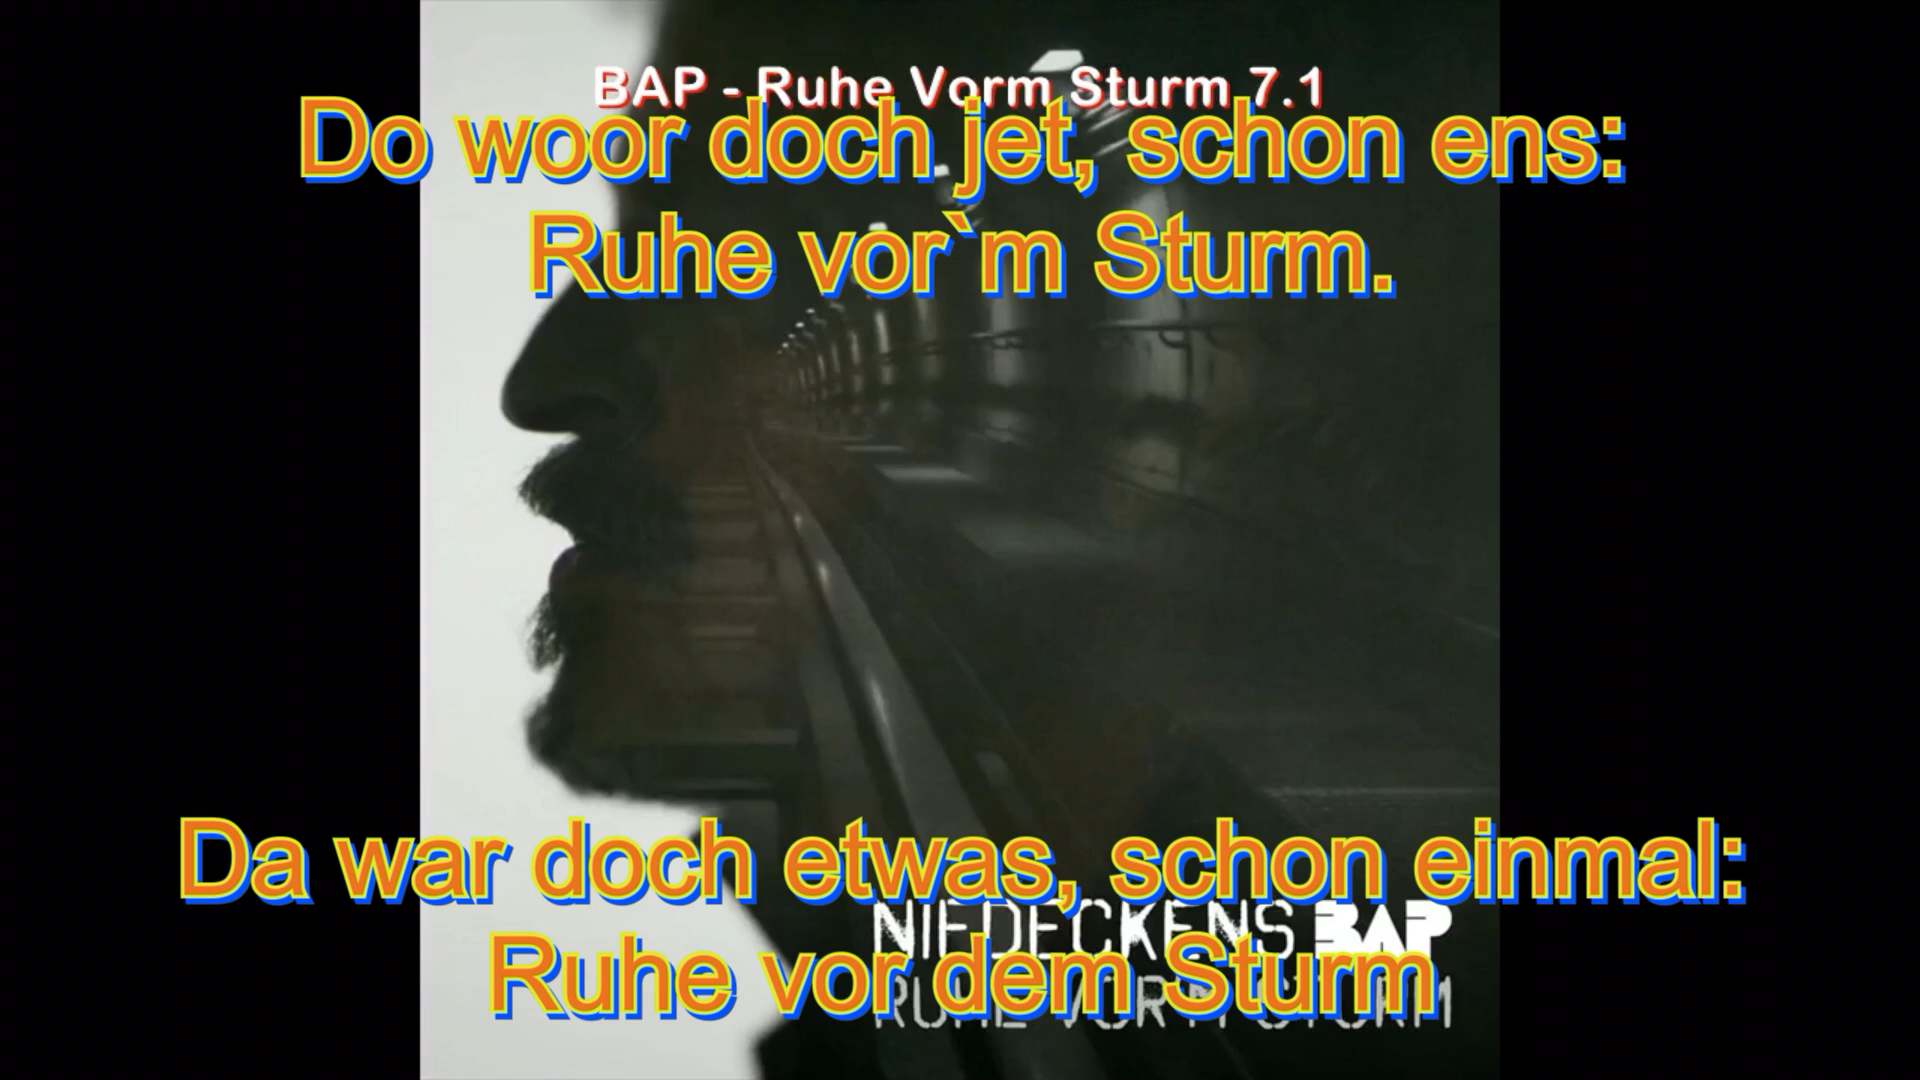 BAP - Ruhe Vorm Sturm 7.1
Do woor doch jet, schon ens:
Ruhe vor`m Sturm.
Da war doch etwas, schon einmal:
NIEDECKENS BAP
Ruhe vor dem Sturm
RUHE VOR'M STURM